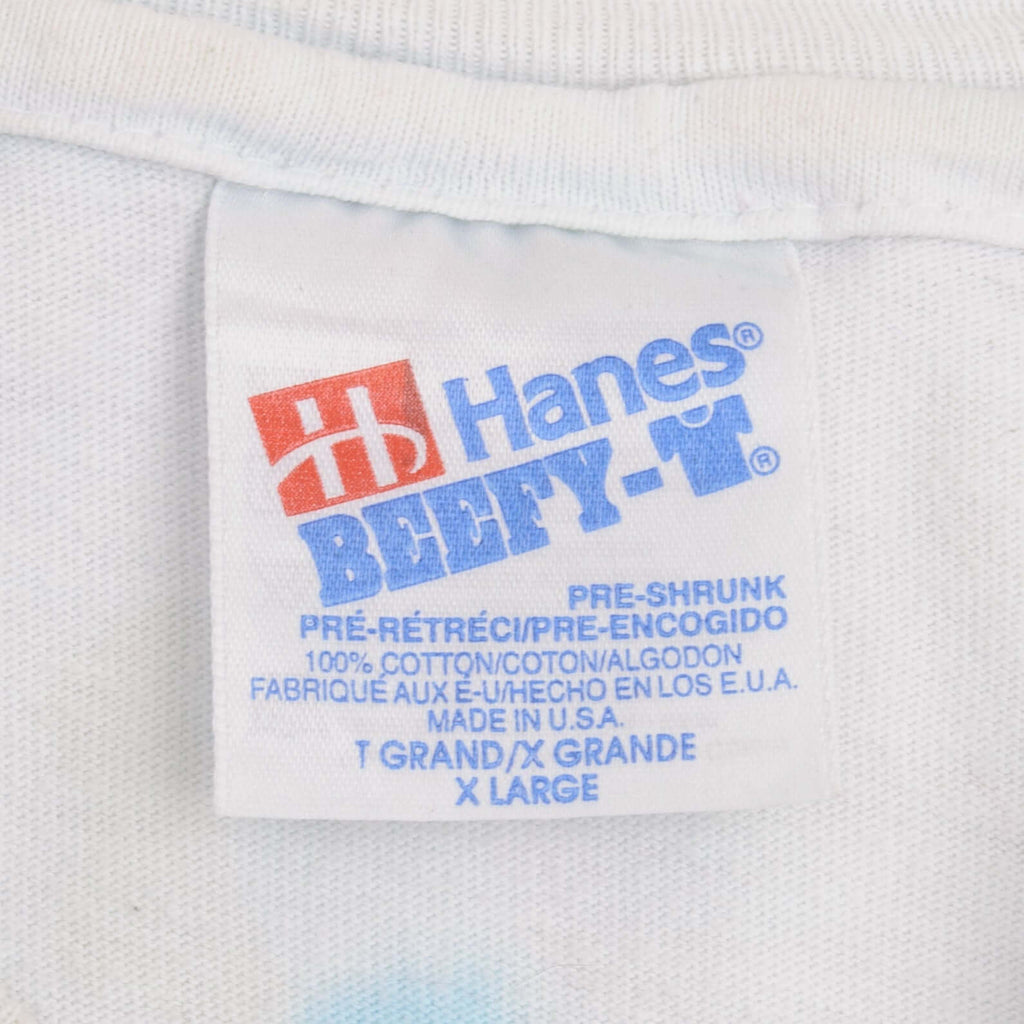 Hanes®
BEEFY-T®
PRE-SHRUNK
PRÉ-RÉTRÉCI/PRE-ENCOGIDO
100% COTTON/COTON/ALGODON
FABRIQUÉ AUX É-U/HECHO EN LOS E.U.A.
MADE IN U.S.A.
T GRAND/X GRANDE
X LARGE